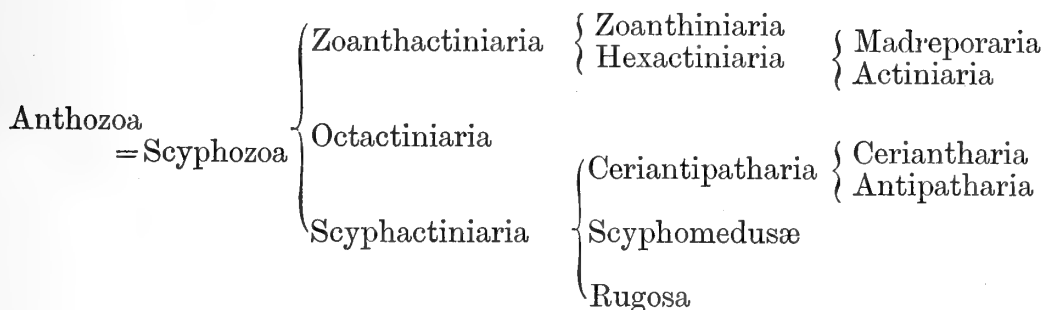 Zoanthactiniaria { Zoanthiniaria
Hexactiniaria { Madreporaria
Actiniaria
Anthozoa
=Scyphozoa { Octactiniaria
Ceriantipatharia { Ceriantharia
Antipatharia
Scyphactiniaria { Scyphomedusæ
Rugosa